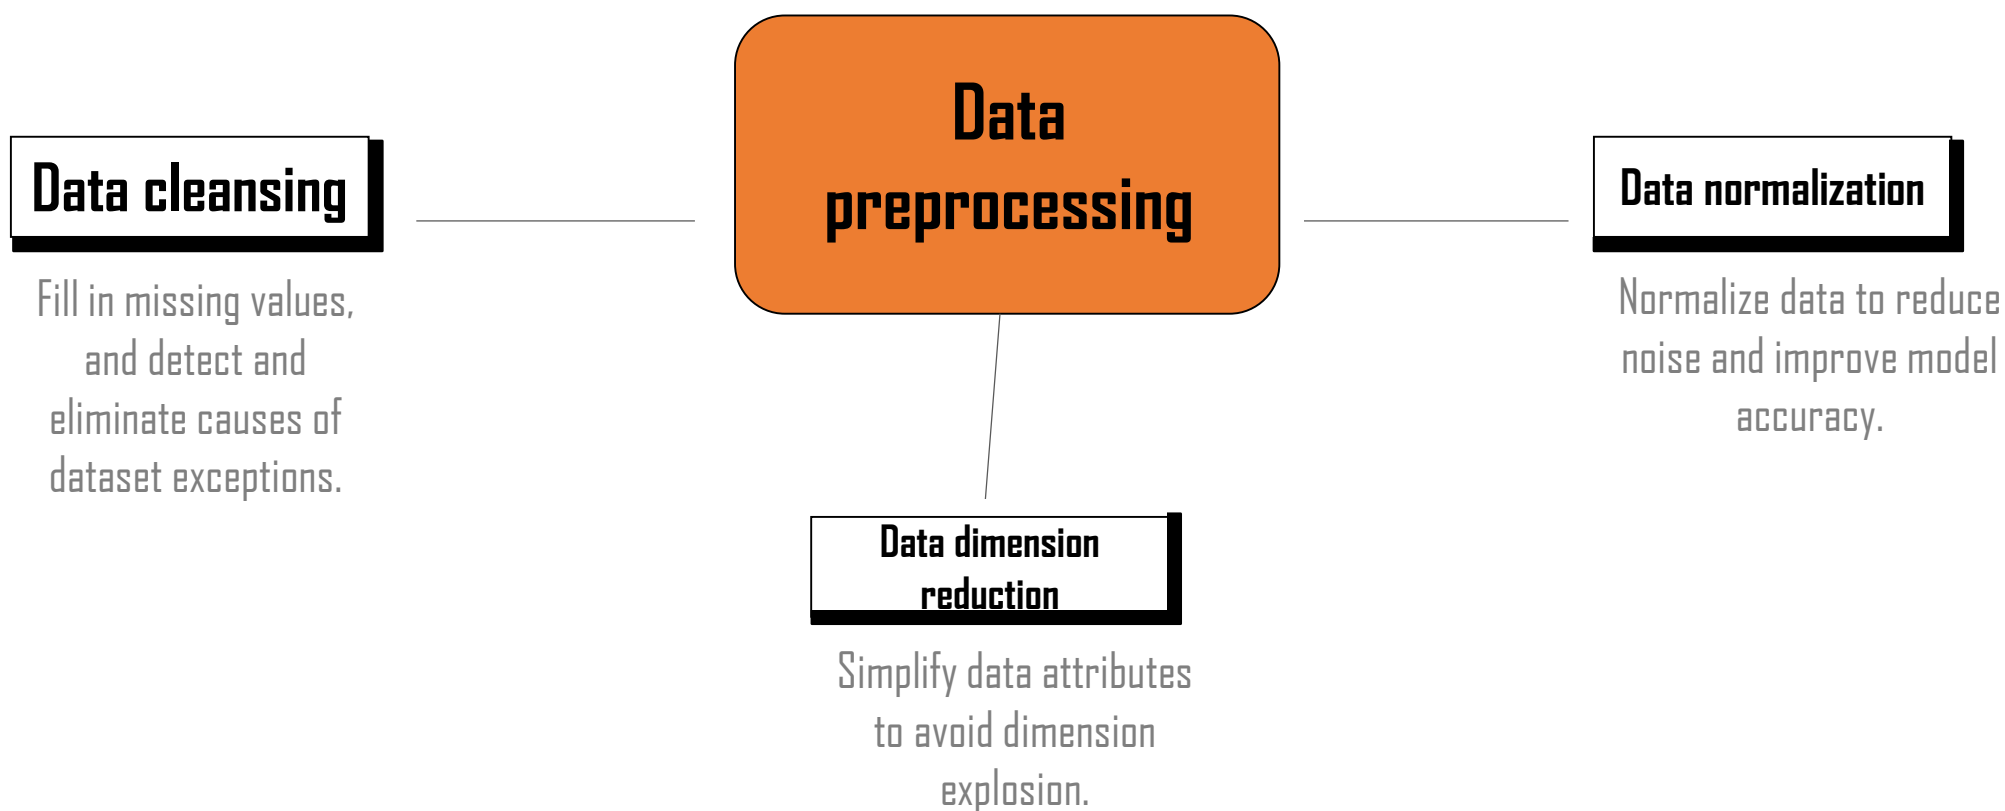 Data
preprocessing
Data cleansing
Fill in missing values,
and detect and
eliminate causes of
dataset exceptions.
Data normalization
Normalize data to reduce
noise and improve model
accuracy.
Data dimension
reduction
Simplify data attributes
to avoid dimension
explosion.